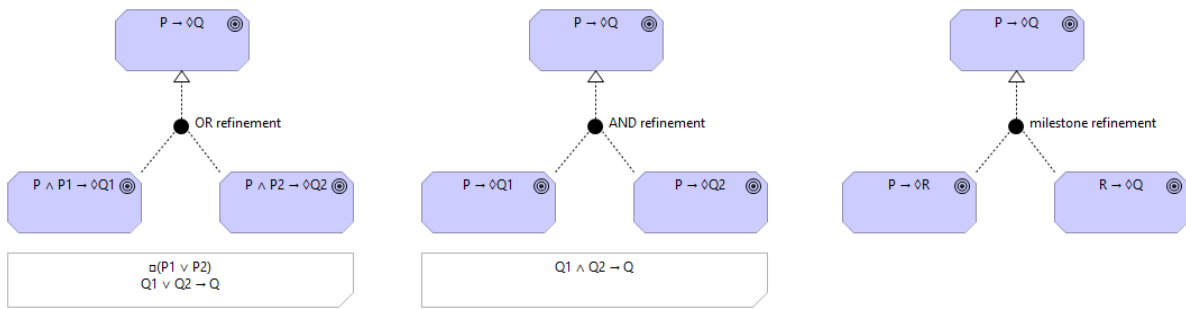 P → ◊Q
OR refinement
P ∧ P1 → ◊Q1
P ∧ P2 → ◊Q2
□(P1 ∨ P2)
Q1 ∨ Q2 → Q
P → ◊Q
AND refinement
P → ◊Q1
P → ◊Q2
Q1 ∧ Q2 → Q
P → ◊Q
milestone refinement
P → ◊R
R → ◊Q